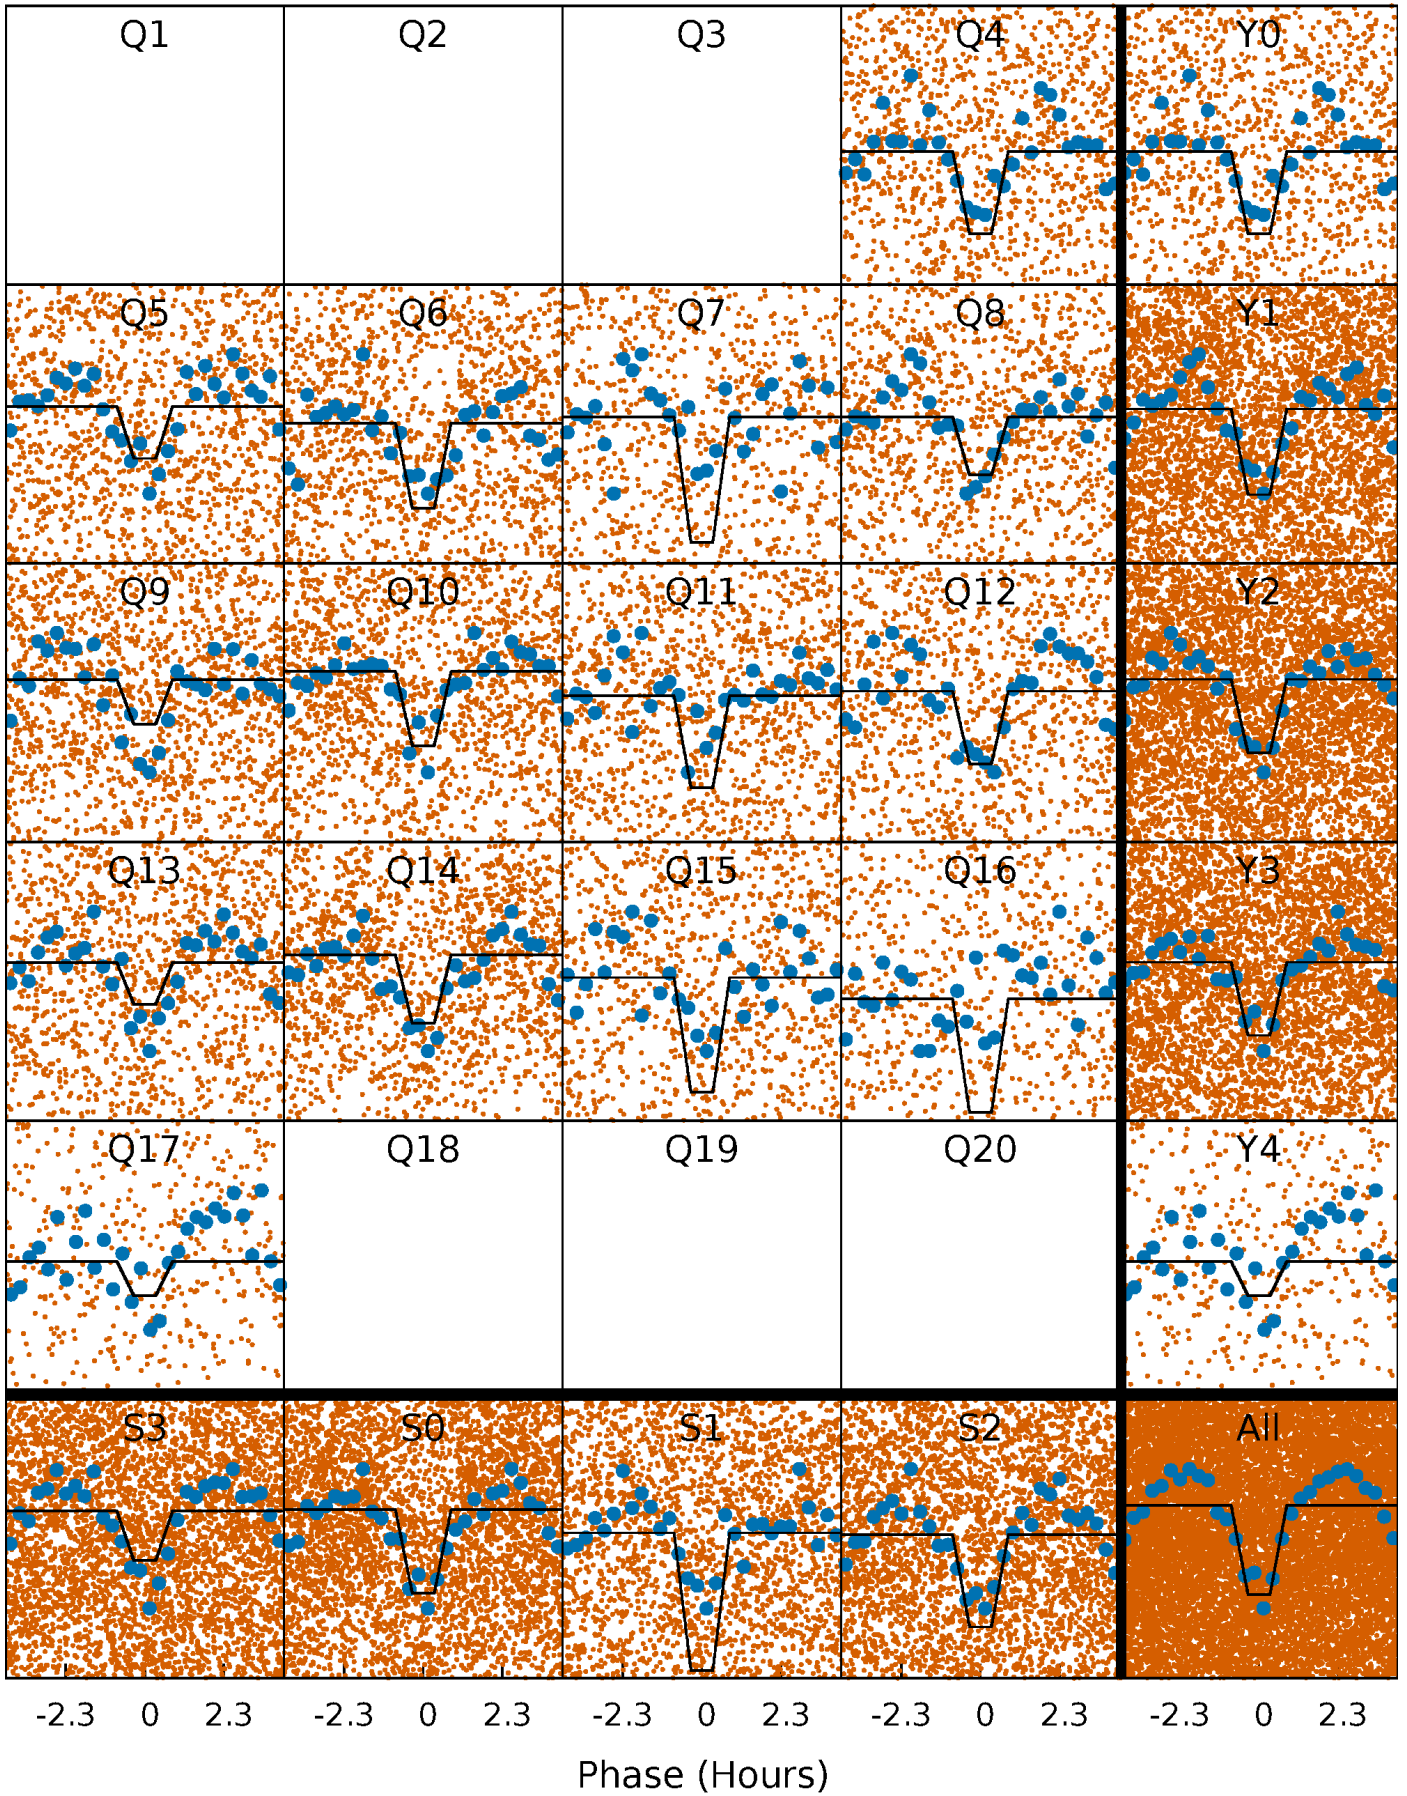 Q1 Q2 Q3 Q4 Y0
Q5 Q6 Q7 Q8 Y1
Q9 Q10 Q11 Q12 Y2
Q13 Q14 Q15 Q16 Y3
Q17 Q18 Q19 Q20 Y4
S3 S0 S1 S2 All
-2.3 0 2.3 -2.3 0 2.3 -2.3 0 2.3 -2.3 0 2.3 -2.3 0 2.3
Phase (Hours)